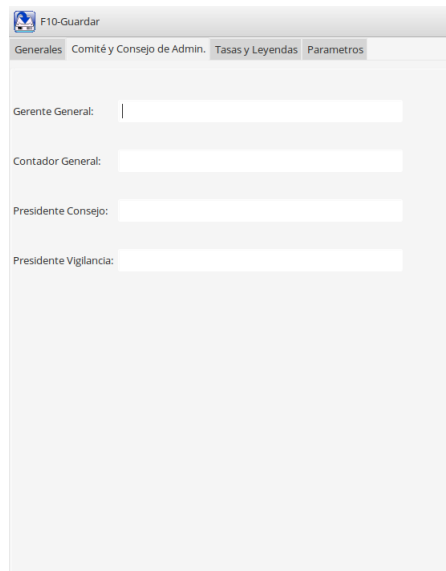 F10-Guardar
Generales Comité y Consejo de Admin. Tasas y Leyendas Parametros
Gerente General:
Contador General:
Presidente Consejo:
Presidente Vigilancia: